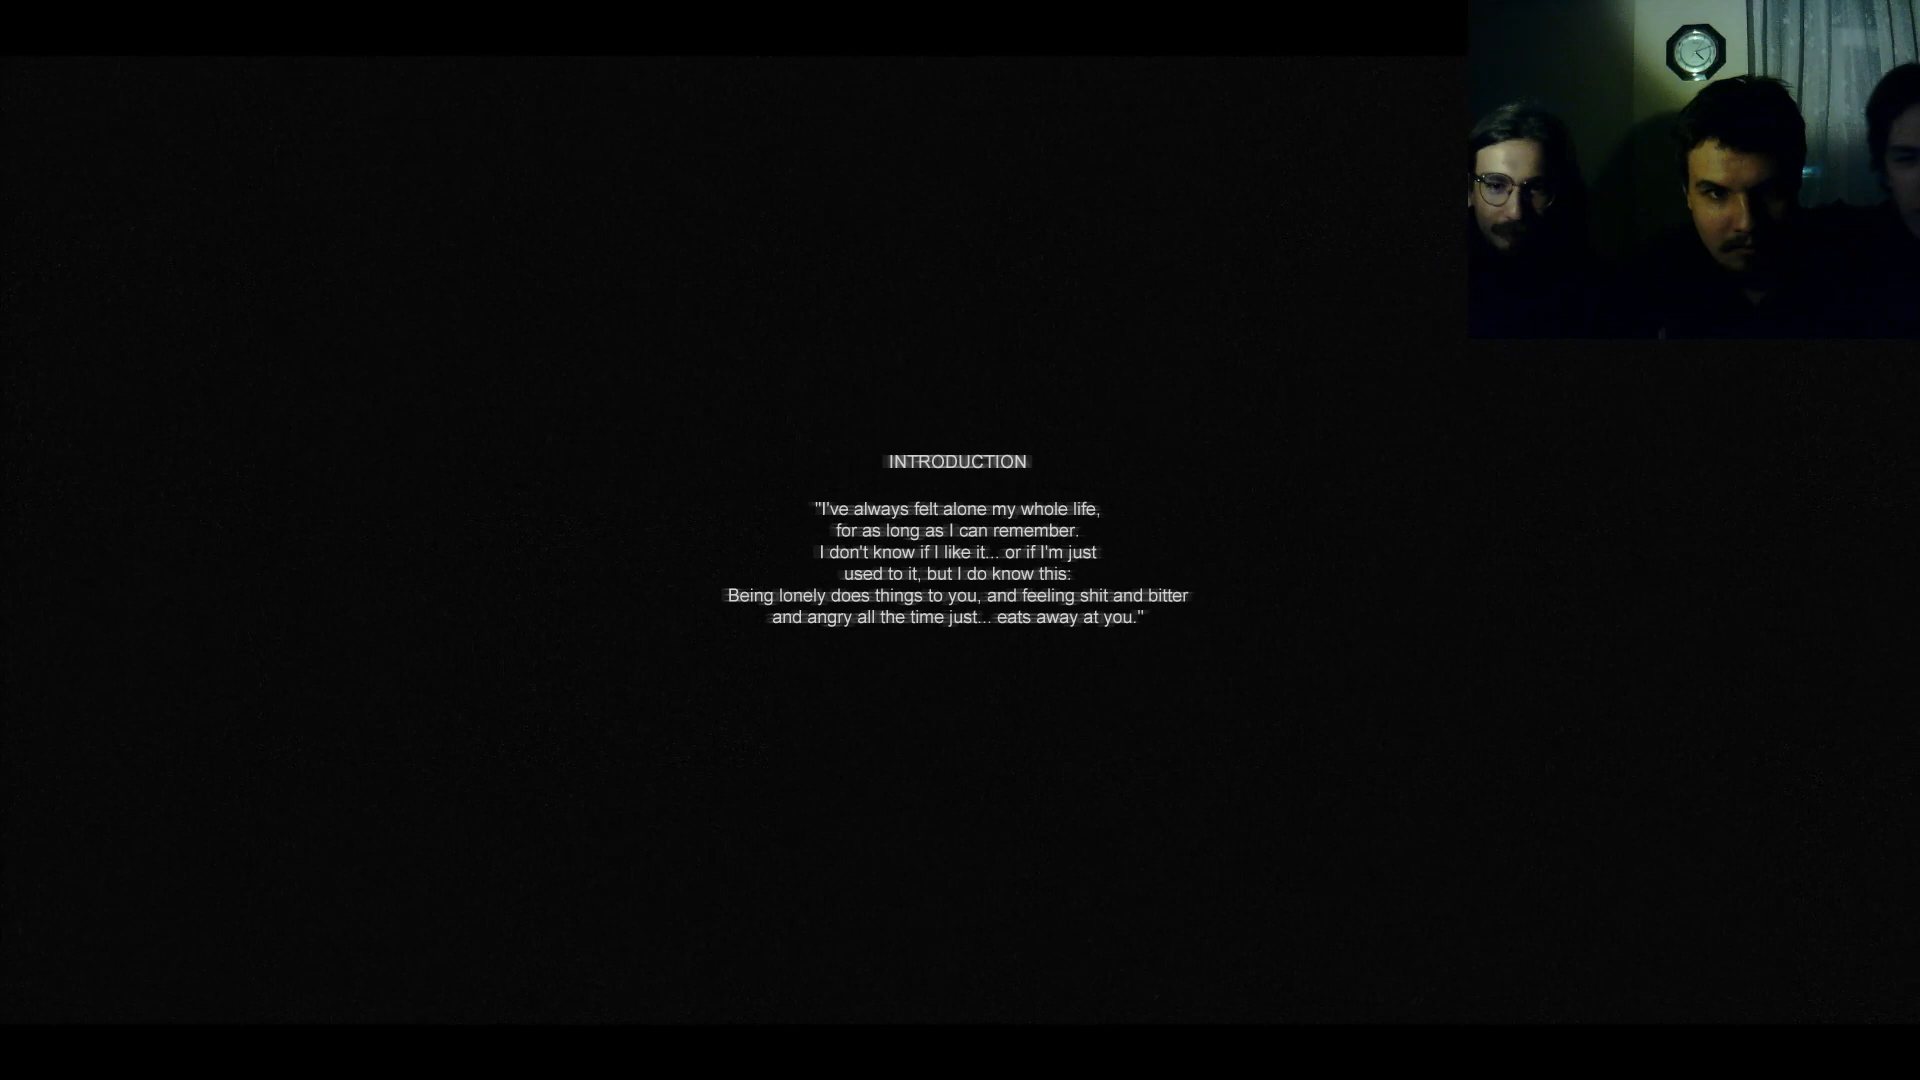 INTRODUCTION
"I've always felt alone my whole life,
for as long as I can remember.
I don't know if I like it... or if I'm just
used to it, but I do know this:
Being lonely does things to you, and feeling shit and bitter
and angry all the time just... eats away at you."